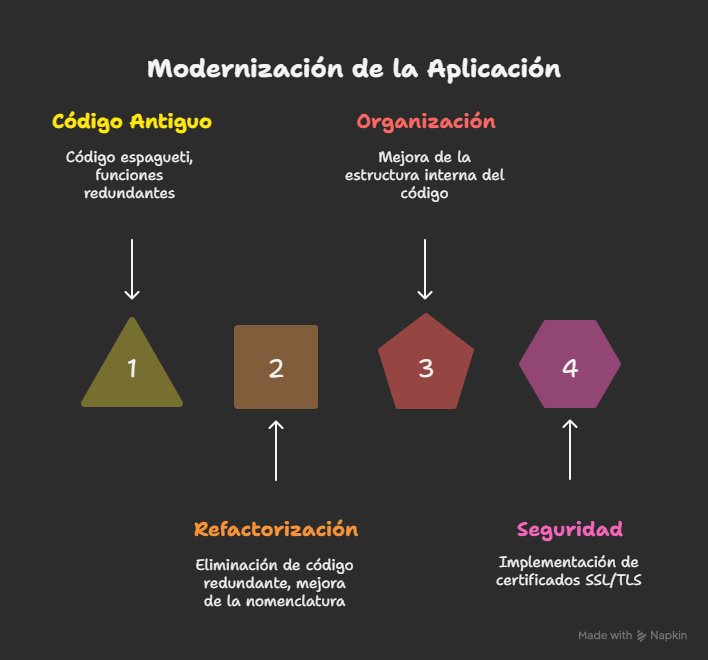 Modernización de la Aplicación
Código Antiguo
Código espagueti,
funciones
redundantes
Organización
Mejora de la
estructura interna del
código
1
2
3
4
Refactorización
Eliminación de código
redundante, mejora
de la nomenclatura
Seguridad
Implementación de
certificados SSL/TLS
Made with Napkin